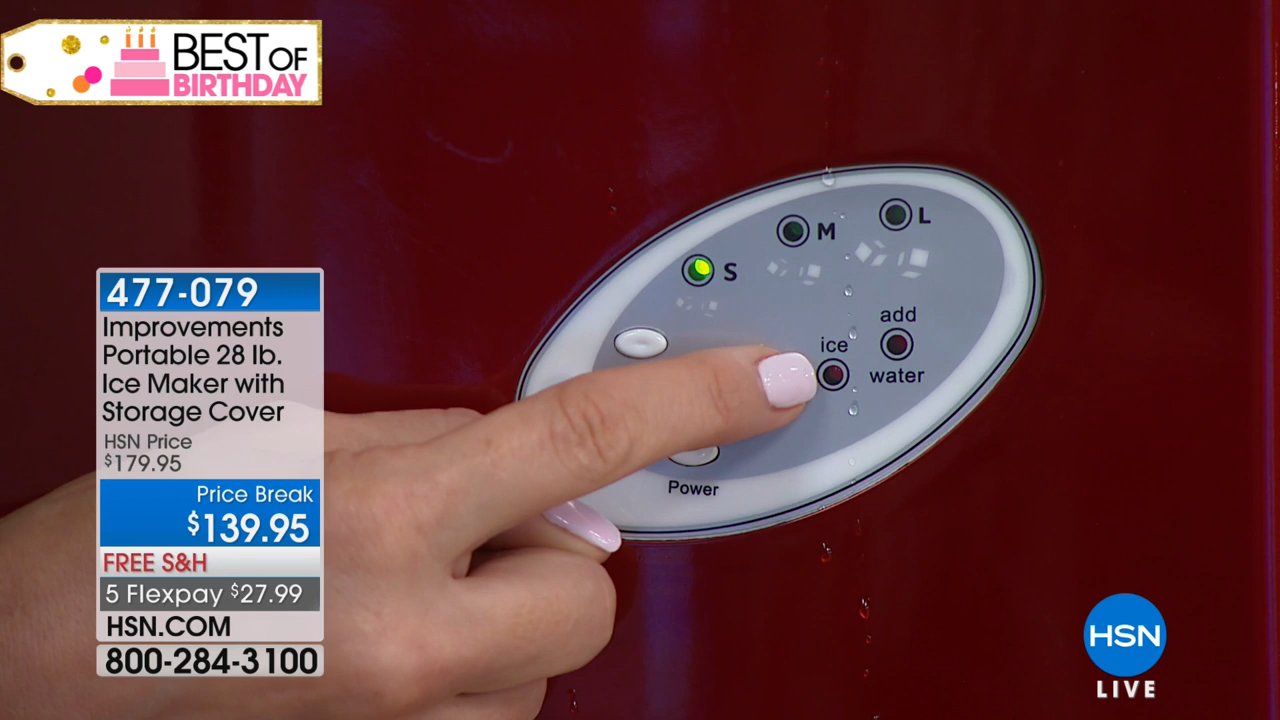 BEST OF
BIRTHDAY
477-079
Improvements
Portable 28 lb.
Ice Maker with
Storage Cover
HSN Price
$179.95
Price Break
$139.95
FREE S&H
5 Flexpay $27.99
HSN.COM
800-284-3100
S
M
L
add
water
ice
Power
HSN
LIVE